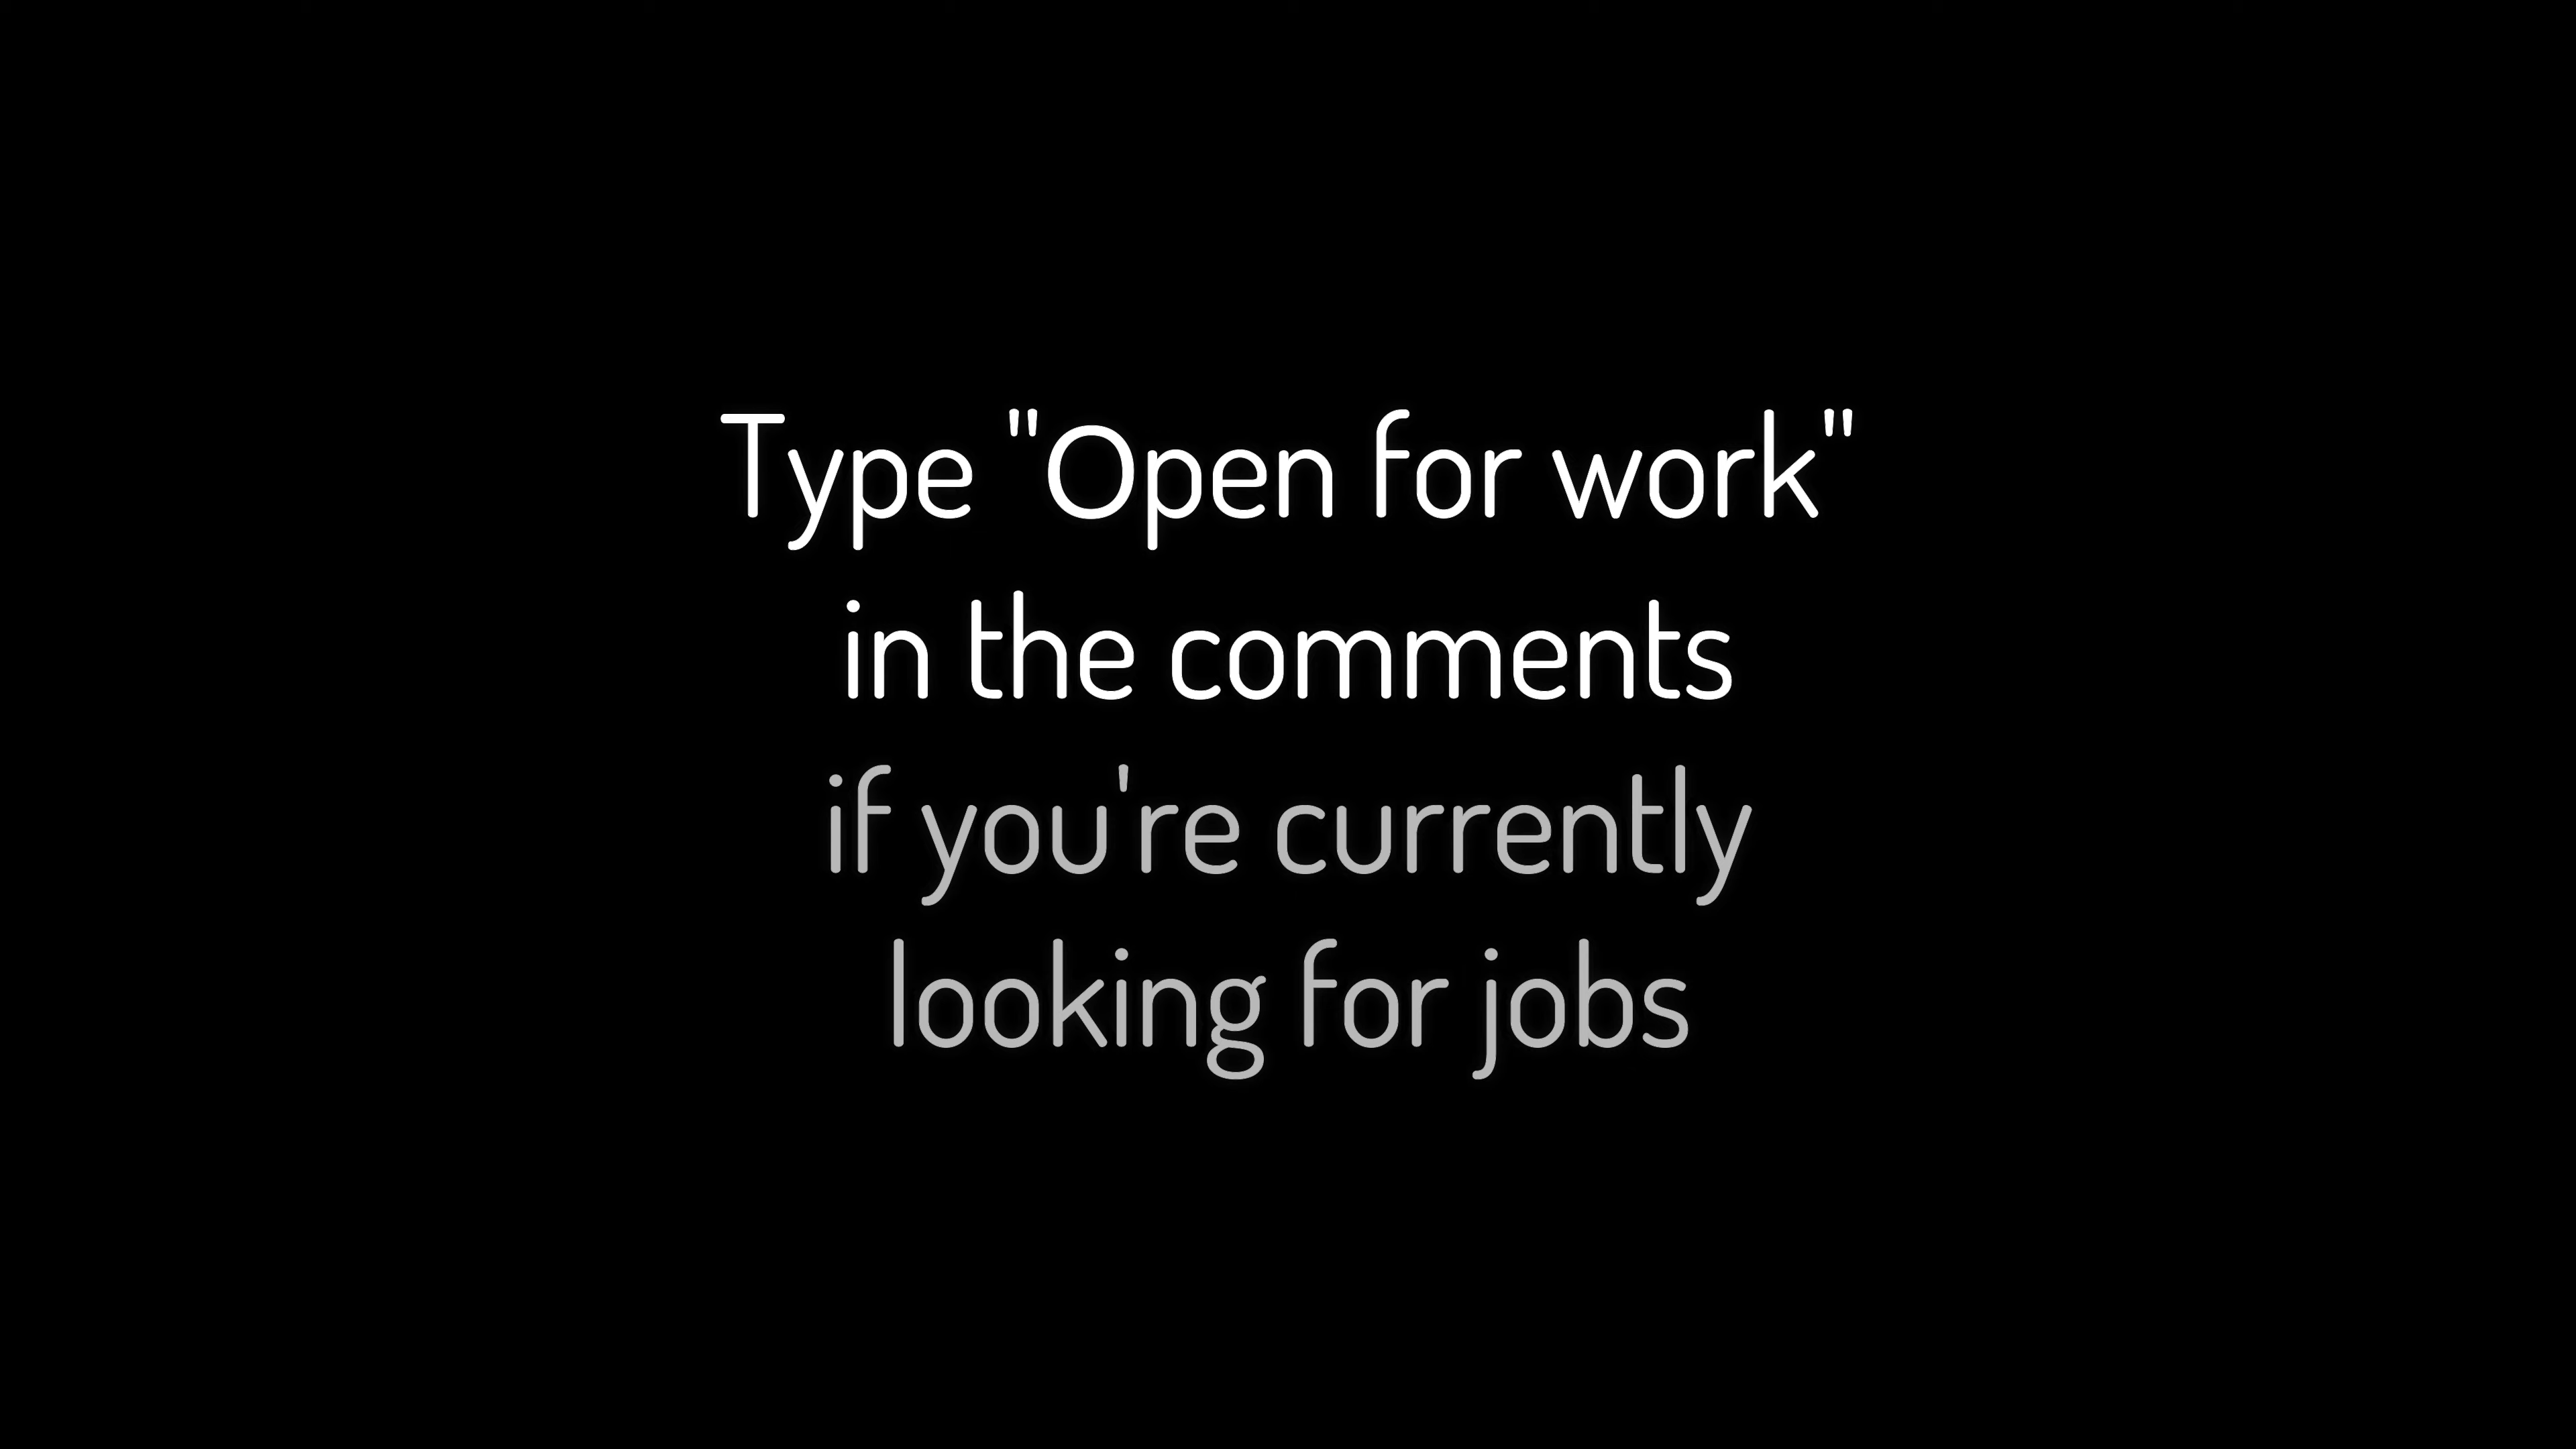 Type "Open for work"
in the comments
if you're currently
looking for jobs